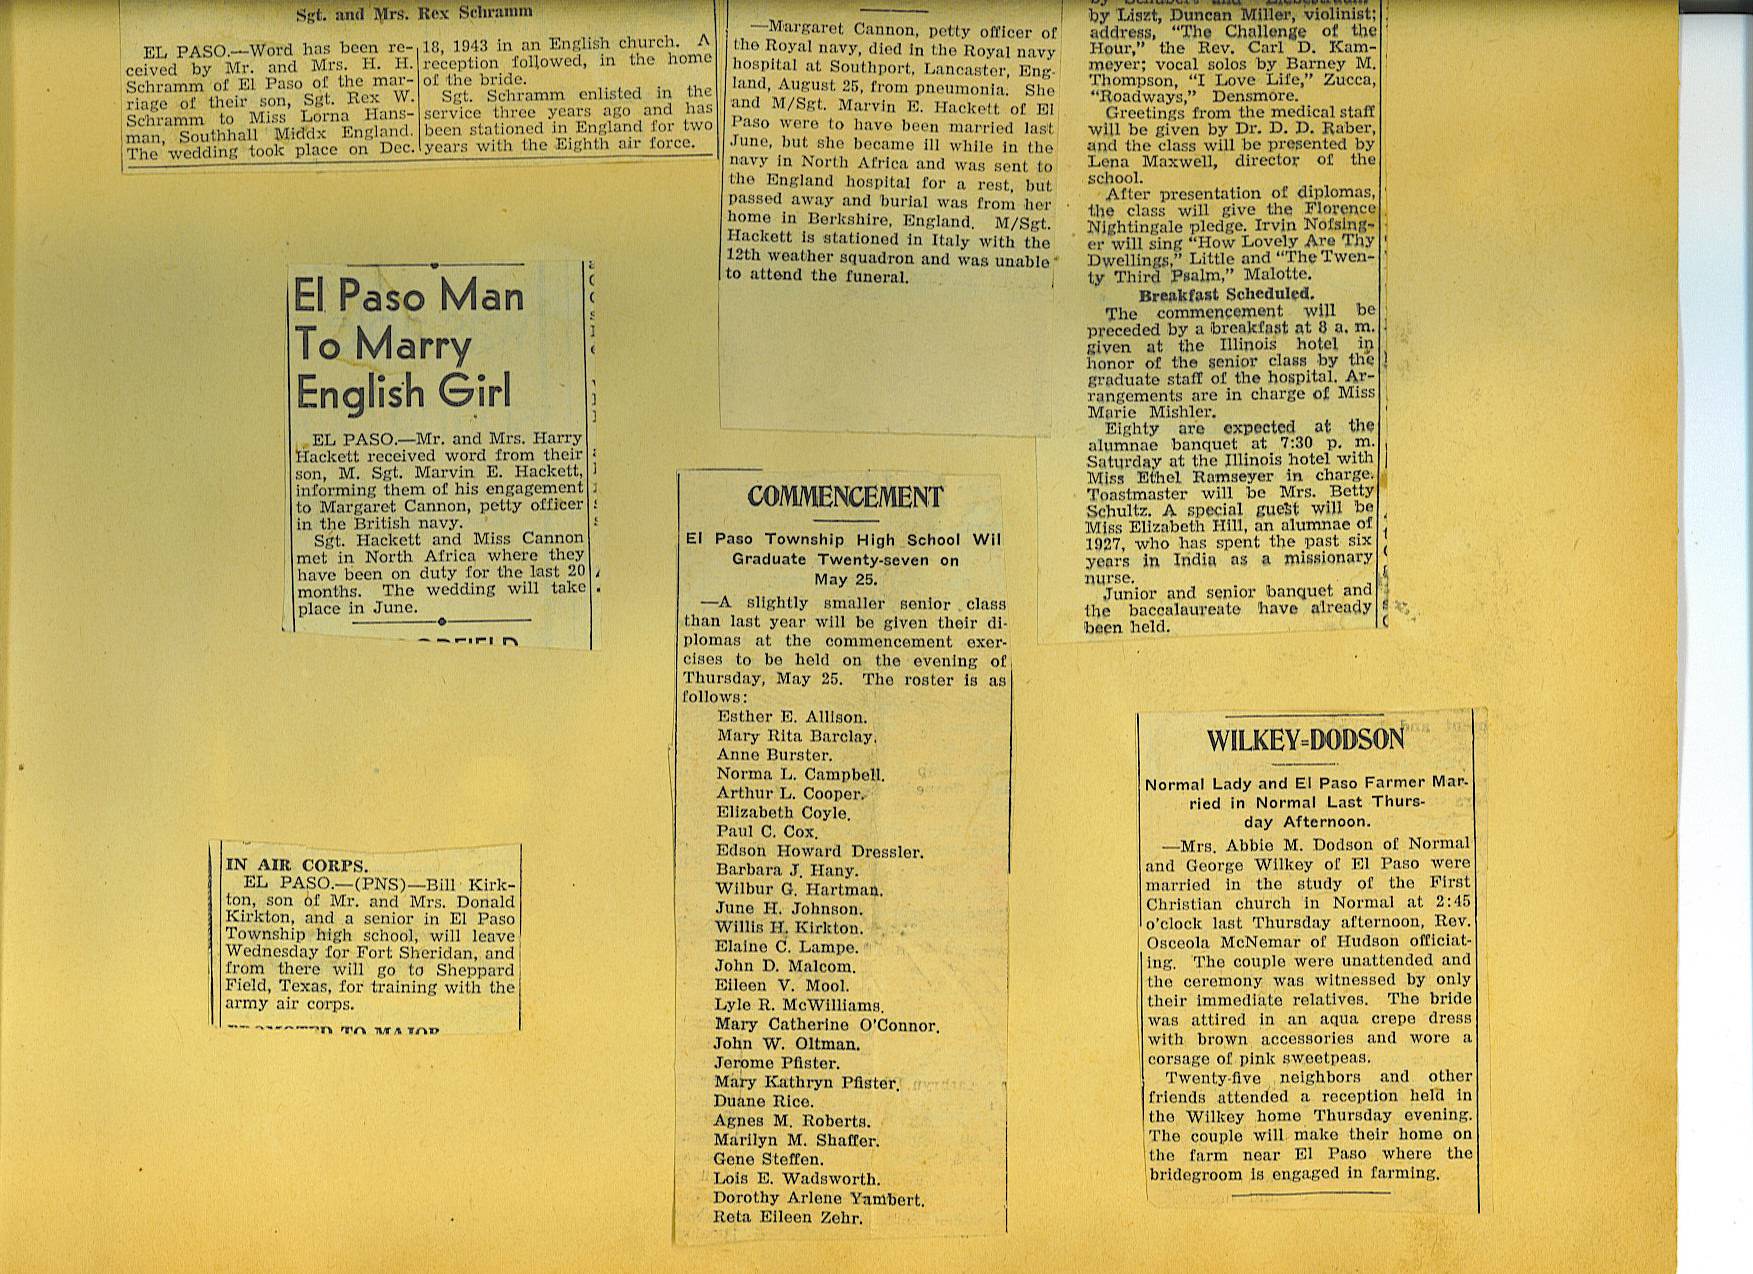 Sgt. and Mrs. Rex Schramm
EL PASO.—Word has been re-
ceived by Mr. and Mrs. H. H.
Schramm of El Paso of the mar-
riage of their son, Sgt. Rex W.
Schramm to Miss Lorna Hans-
man, Southhall Middx England.
The wedding took place on Dec.
18, 1943 in an English church. A
reception followed, in the home
of the bride.
Sgt. Schramm enlisted in the
service three years ago and has
been stationed in England for two
years with the Eighth air force.
El Paso Man
To Marry
English Girl
EL PASO.—Mr. and Mrs. Harry
Hackett received word from their
son, M. Sgt. Marvin E. Hackett,
informing them of his engagement
to Margaret Cannon, petty officer
in the British navy.
Sgt. Hackett and Miss Cannon
met in North Africa where they
have been on duty for the last 20
months. The wedding will take
place in June.
IN AIR CORPS.
EL PASO.—(PNS)—Bill Kirk-
ton, son of Mr. and Mrs. Donald
Kirkton, and a senior in El Paso
Township high school, will leave
Wednesday for Fort Sheridan, and
from there will go to Sheppard
Field, Texas, for training with the
army air corps.
TO MAJOR
—Margaret Cannon, petty officer of
the Royal navy, died in the Royal navy
hospital at Southport, Lancaster, Eng-
land, August 25, from pneumonia. She
and M/Sgt. Marvin E. Hackett of El
Paso were to have been married last
June, but she became ill while in the
navy in North Africa and was sent to
the England hospital for a rest, but
passed away and burial was from her
home in Berkshire, England. M/Sgt.
Hackett is stationed in Italy with the
12th weather squadron and was unable
to attend the funeral.
COMMENCEMENT
El Paso Township High School Wil
Graduate Twenty-seven on
May 25.
—A slightly smaller senior class
than last year will be given their di-
plomas at the commencement exer-
cises to be held on the evening of
Thursday, May 25. The roster is as
follows:
Esther E. Allison.
Mary Rita Barclay.
Anne Burster.
Norma L. Campbell.
Arthur L. Cooper.
Elizabeth Coyle.
Paul C. Cox.
Edson Howard Dressler.
Barbara J. Hany.
Wilbur G. Hartman.
June H. Johnson.
Willis H. Kirkton.
Elaine C. Lampe.
John D. Malcom.
Eileen V. Mool.
Lyle R. McWilliams.
Mary Catherine O'Connor.
John W. Oltman.
Jerome Pfister.
Mary Kathryn Pfister.
Duane Rice.
Agnes M. Roberts.
Marilyn M. Shaffer.
Gene Steffen.
Lois E. Wadsworth.
Dorothy Arlene Yambert.
Reta Eileen Zehr.
by Schubert and "Liebestraum"
by Liszt, Duncan Miller, violinist;
address, "The Challenge of the
Hour," the Rev. Carl D. Kam-
meyer; vocal solos by Barney M.
Thompson, "I Love Life," Zucca,
"Roadways," Densmore.
Greetings from the medical staff
will be given by Dr. D. D. Raber,
and the class will be presented by
Lena Maxwell, director of the
school.
After presentation of diplomas,
the class will give the Florence
Nightingale pledge. Irvin Nofsing-
er will sing "How Lovely Are Thy
Dwellings," Little and "The Twen-
ty Third Psalm," Malotte.
Breakfast Scheduled.
The commencement will be
preceded by a breakfast at 8 a. m.
given at the Illinois hotel in
honor of the senior class by the
graduate staff of the hospital. Ar-
rangements are in charge of Miss
Marie Mishler.
Eighty are expected at the
alumnae banquet at 7:30 p. m.
Saturday at the Illinois hotel with
Miss Ethel Ramseyer in charge.
Toastmaster will be Mrs. Betty
Schultz. A special guest will be
Miss Elizabeth Hill, an alumnae of
1927, who has spent the past six
years in India as a missionary
nurse.
Junior and senior banquet and
the baccalaureate have already
been held.
WILKEY=DODSON
Normal Lady and El Paso Farmer Mar-
ried in Normal Last Thurs-
day Afternoon.
—Mrs. Abbie M. Dodson of Normal
and George Wilkey of El Paso were
married in the study of the First
Christian church in Normal at 2:45
o'clock last Thursday afternoon, Rev.
Osceola McNemar of Hudson officiat-
ing. The couple were unattended and
the ceremony was witnessed by only
their immediate relatives. The bride
was attired in an aqua crepe dress
with brown accessories and wore a
corsage of pink sweetpeas.
Twenty-five neighbors and other
friends attended a reception held in
the Wilkey home Thursday evening.
The couple will make their home on
the farm near El Paso where the
bridegroom is engaged in farming.